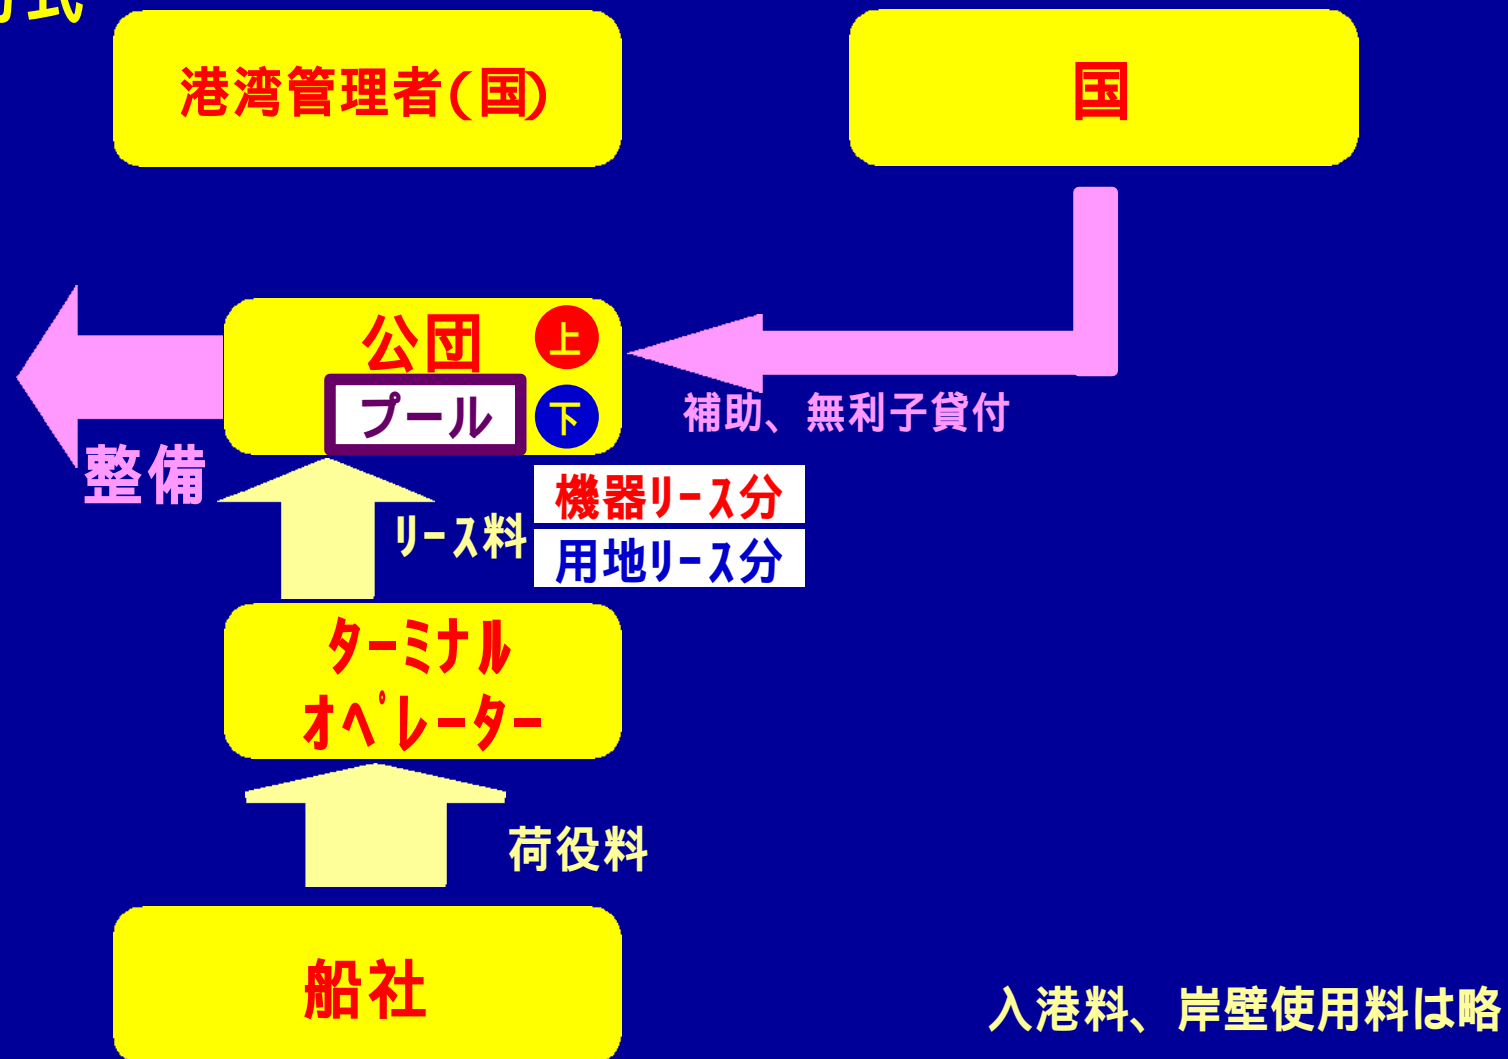 式
港湾管理者(国)
国
公団
上
プール
下
補助、無利子貸付
整備
機器ﾘｰｽ分
ﾘｰｽ料
用地ﾘｰｽ分
ﾀｰﾐﾅﾙ
ｵﾍﾟﾚｰﾀｰ
荷役料
船社
入港料、岸壁使用料は略